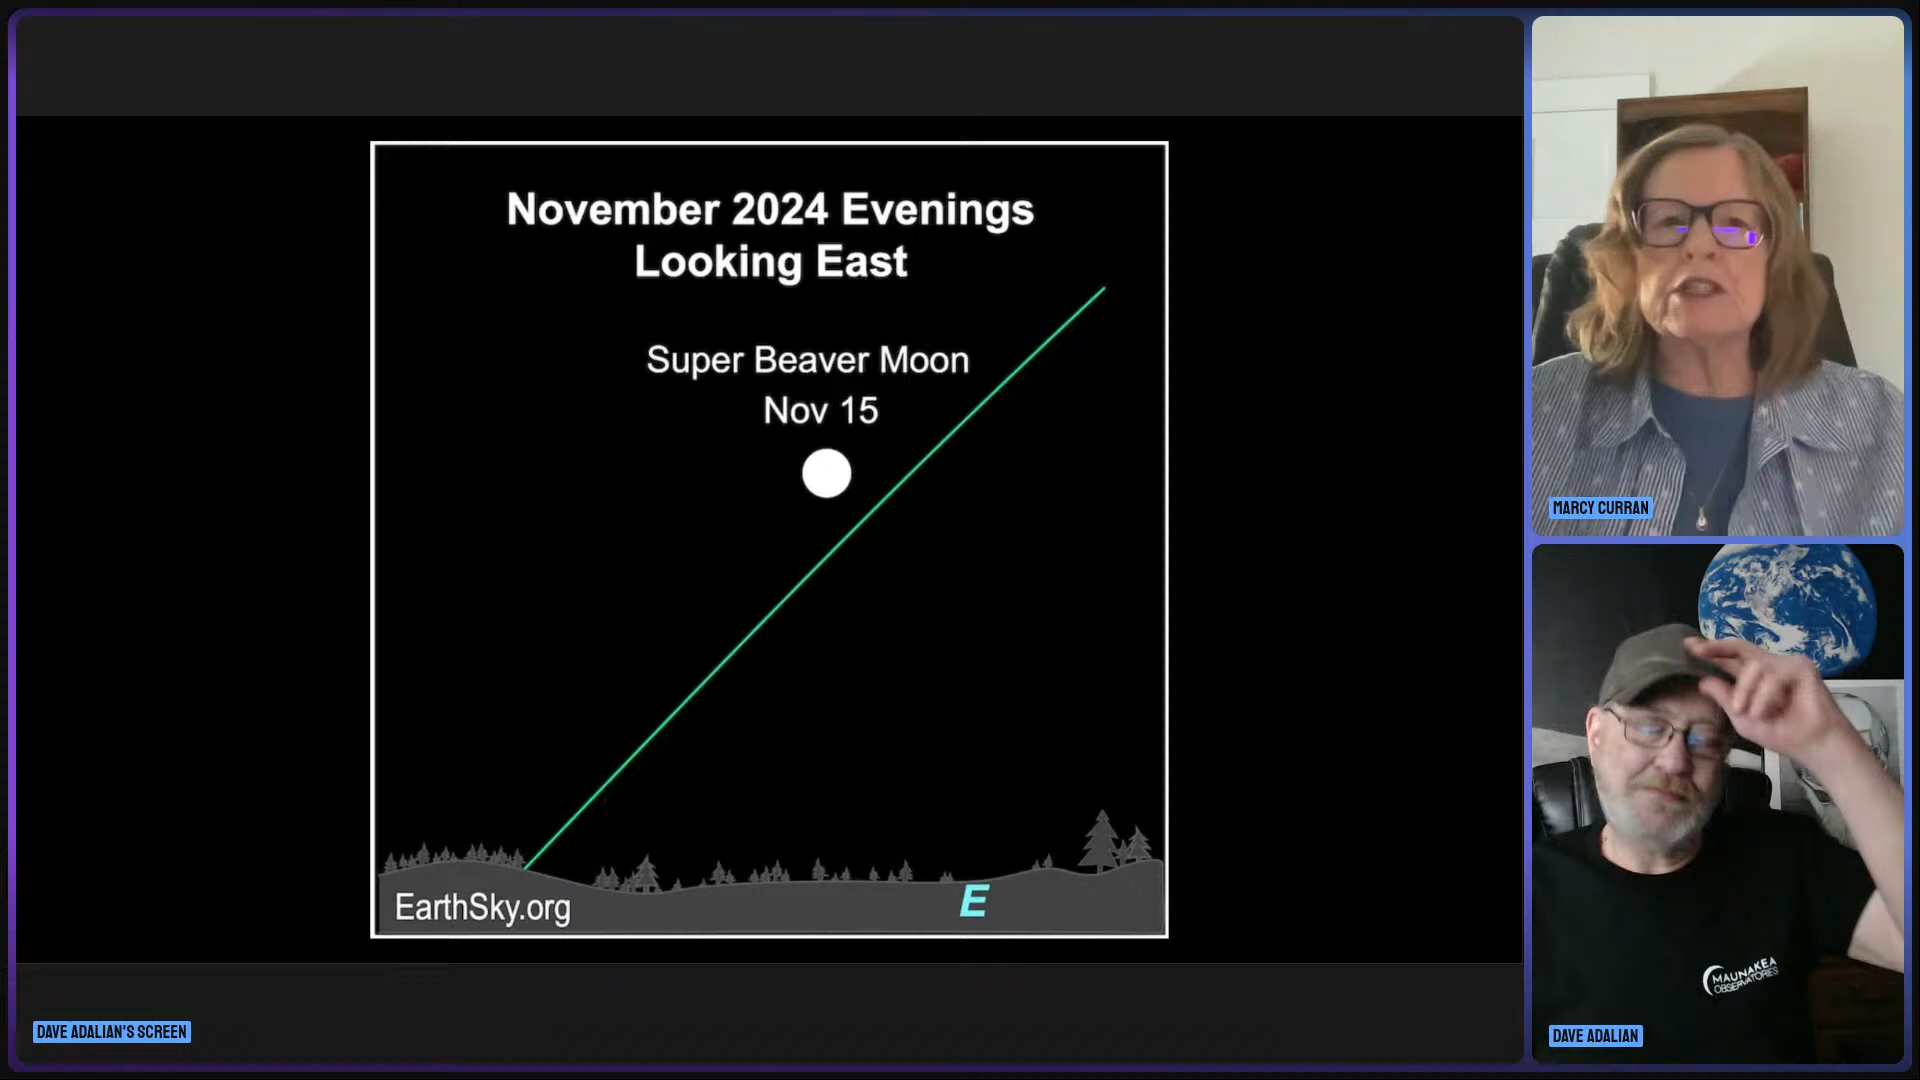 November 2024 Evenings
Looking East
Super Beaver Moon
Nov 15
E
EarthSky.org
DAVE ADALIAN'S SCREEN
MARCY CURRAN
MAUNAKEA
OBSERVATORIES
DAVE ADALIAN